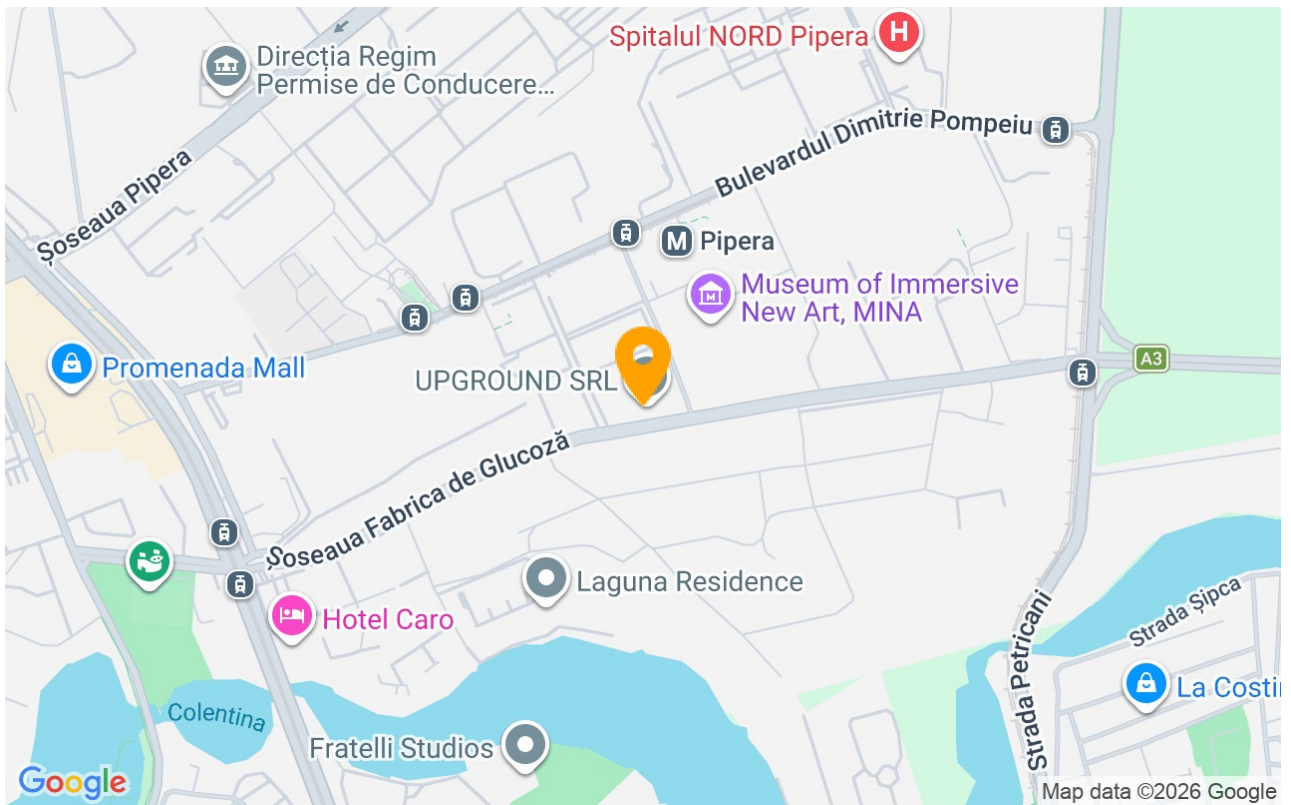 Spitalul NORD Pipera
H
Direcția Regim
Permise de Conducere...
Bulevardul Dimitrie Pompeiu
Șoseaua Pipera
M Pipera
Museum of Immersive
New Art, MINA
M
Promenada Mall
A3
UPGROUND SRL
Șoseaua Fabrica de Glucoză
Laguna Residence
Hotel Caro
Strada Șipca
Strada Petricani
La Costi
Colentina
Fratelli Studios
Google
Map data ©2026 Google